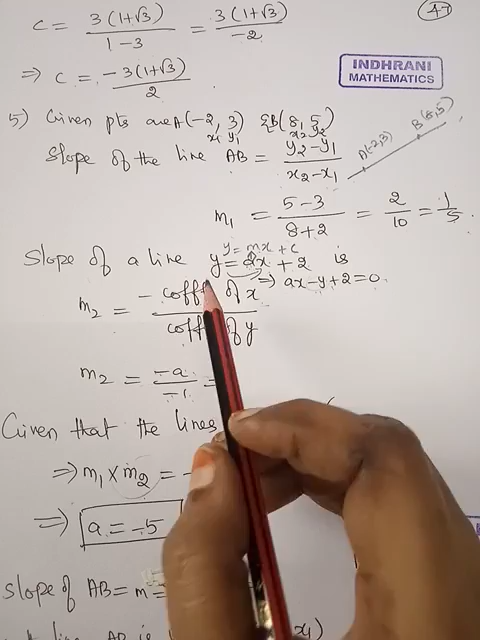 c = 3(1+√3) / 1-3 = 3(1+√3) / -2
47
⇒ c = -3(1+√3) / 2
INDHRANI
MATHEMATICS
5) Given pts are A(-2, 3) & B(8, 5)
x1 y1 x2 y2
A(-2,3) B(8,5)
Slope of the line AB = y2-y1 / x2-x1
m1 = 5-3 / 8+2 = 2/10 = 1/5
y = mx + c
Slope of a line y = ax + 2 is
⇒ ax-y+2=0
m2 = - coff of x / coff of y
m2 = -a / -1 =
Given that the lines
⇒ m1 × m2 = -
⇒ a = -5
slope of AB = m =
AB is